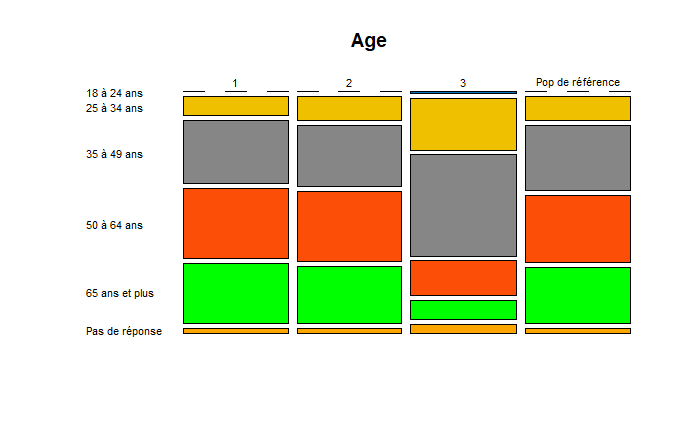 Age
1 2 3 Pop de référence
18 à 24 ans
25 à 34 ans
35 à 49 ans
50 à 64 ans
65 ans et plus
Pas de réponse